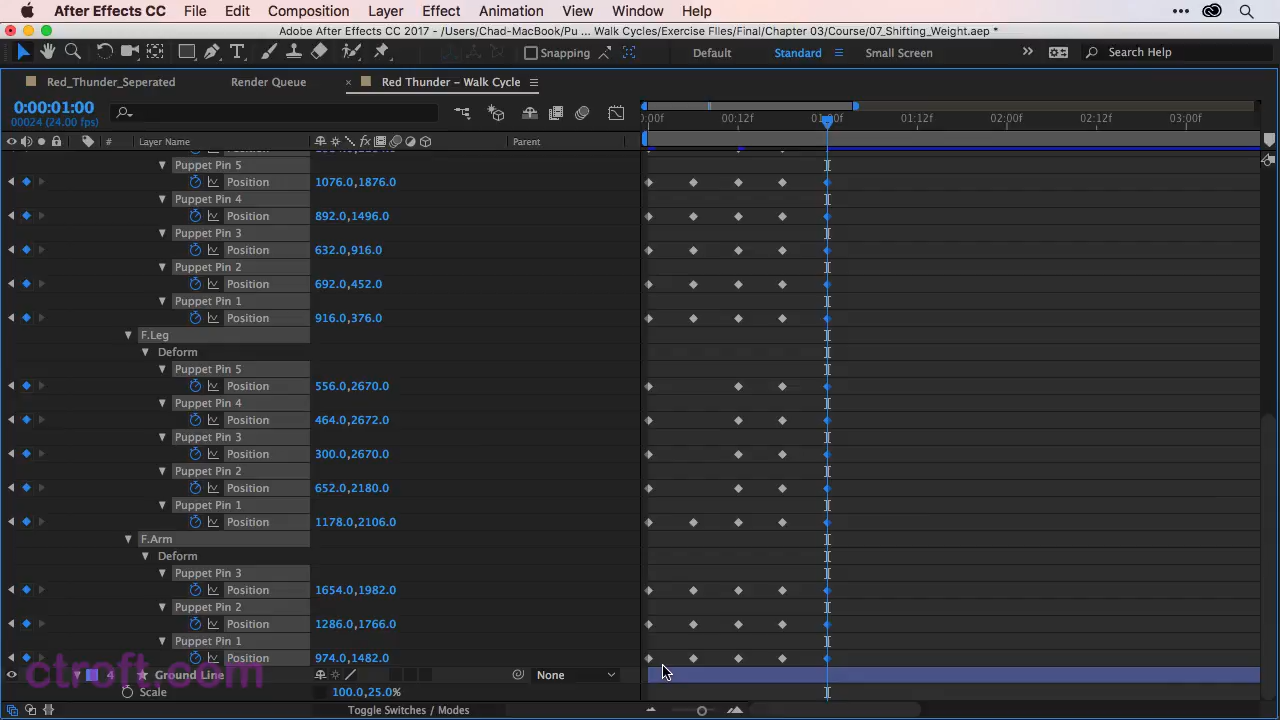 After Effects CC File Edit Composition Layer Effect Animation View Window Help
Adobe After Effects CC 2017 - /Users/Chad-MacBook/Pu ... Walk Cycles/Exercise Files/Final/Chapter 03/Course/07_Shifting_Weight.aep *
Snapping Default Standard Small Screen Search Help
Red_Thunder_Seperated Render Queue × Red Thunder – Walk Cycle
0:00:01:00
00024 (24.00 fps)
00:12f 01:12f 02:00f 02:12f 03:00f
# Layer Name Parent
Puppet Pin 5
Position 1076.0,1876.0
Puppet Pin 4
Position 892.0,1496.0
Puppet Pin 3
Position 632.0,916.0
Puppet Pin 2
Position 692.0,452.0
Puppet Pin 1
Position 916.0,376.0
F.Leg
Deform
Puppet Pin 5
Position 556.0,2670.0
Puppet Pin 4
Position 464.0,2672.0
Puppet Pin 3
Position 300.0,2670.0
Puppet Pin 2
Position 652.0,2180.0
Puppet Pin 1
Position 1178.0,2106.0
F.Arm
Deform
Puppet Pin 3
Position 1654.0,1982.0
Puppet Pin 2
Position 1286.0,1766.0
Puppet Pin 1
Position 974.0,1482.0
ctroft.com
4 Ground Line None
Scale 100.0,25.0%
Toggle Switches / Modes